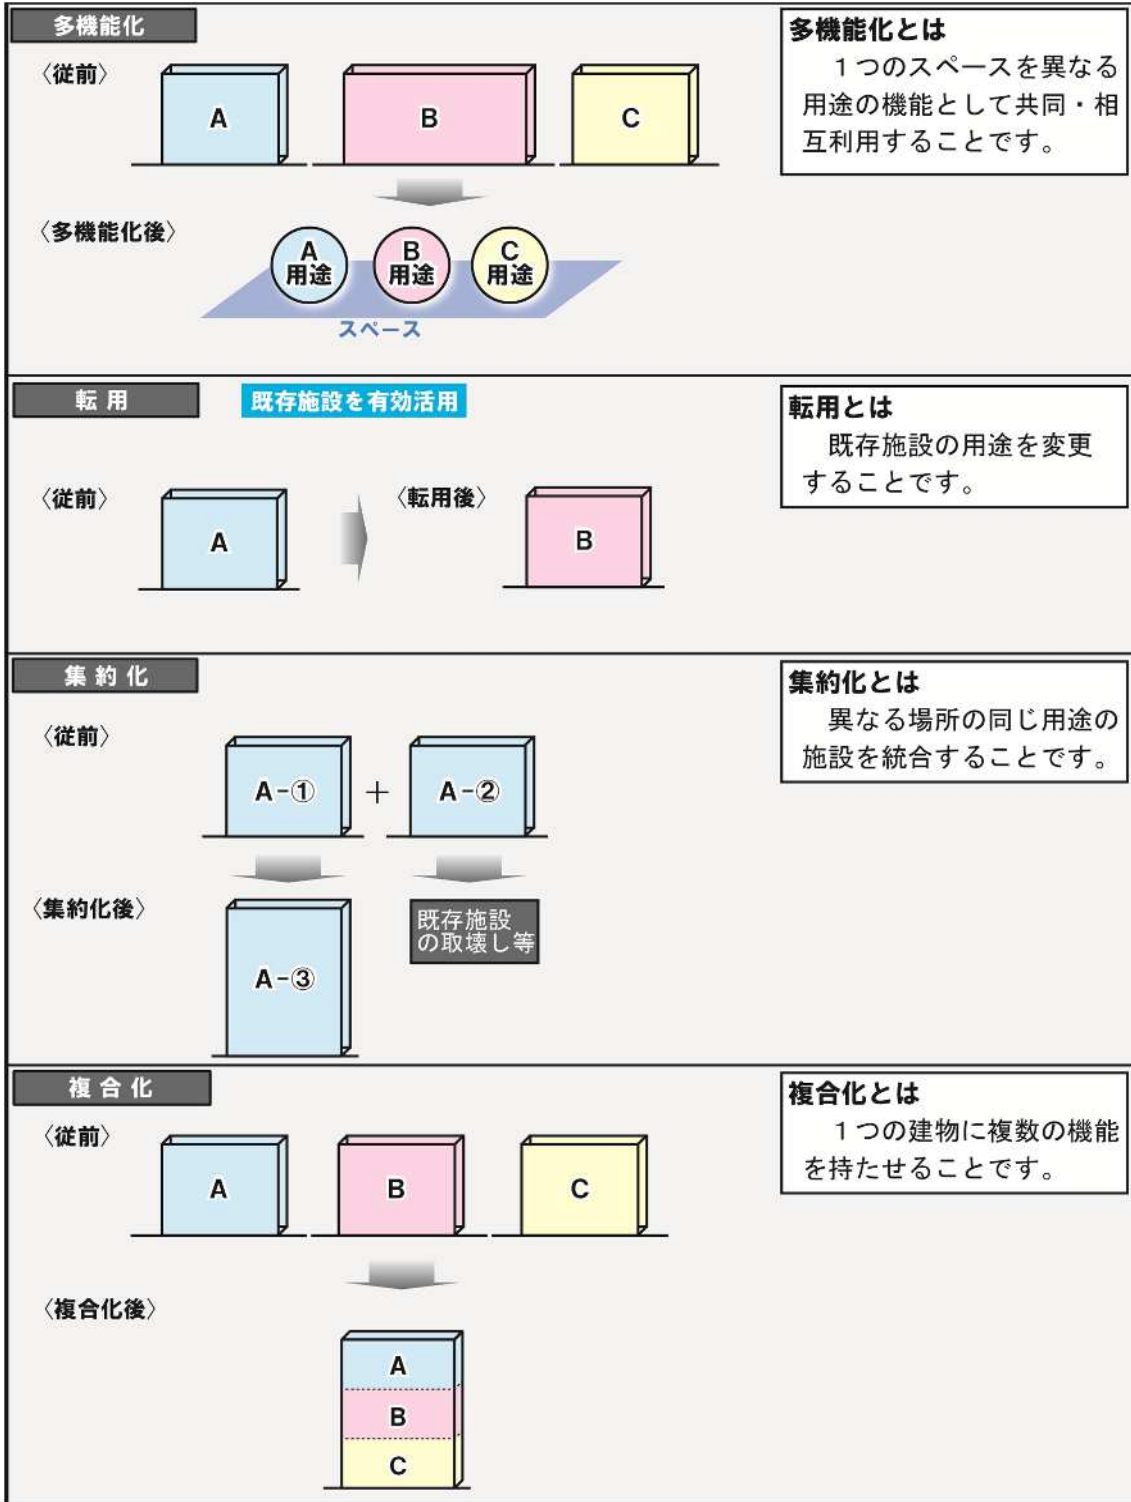 多機能化
〈従前〉
A
B
C
〈多機能化後〉
A
用途
B
用途
C
用途
スペース
多機能化とは
１つのスペースを異なる
用途の機能として共同・相
互利用することです。
転用
既存施設を有効活用
〈従前〉
A
〈転用後〉
B
転用とは
既存施設の用途を変更
することです。
集約化
〈従前〉
A-①
+
A-②
〈集約化後〉
A-③
既存施設
の取壊し等
集約化とは
異なる場所の同じ用途の
施設を統合することです。
複合化
〈従前〉
A
B
C
〈複合化後〉
A
B
C
複合化とは
１つの建物に複数の機能
を持たせることです。